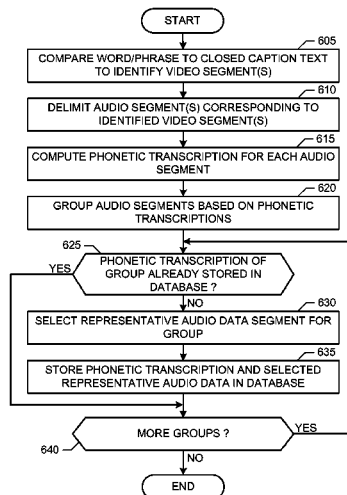 START
605
COMPARE WORD/PHRASE TO CLOSED CAPTION TEXT
TO IDENTIFY VIDEO SEGMENT(S)
610
DELIMIT AUDIO SEGMENT(S) CORRESPONDING TO
IDENTIFIED VIDEO SEGMENT(S)
615
COMPUTE PHONETIC TRANSCRIPTION FOR EACH AUDIO
SEGMENT
620
GROUP AUDIO SEGMENTS BASED ON PHONETIC
TRANSCRIPTIONS
625
YES
PHONETIC TRANSCRIPTION OF
GROUP ALREADY STORED IN
DATABASE ?
NO
630
SELECT REPRESENTATIVE AUDIO DATA SEGMENT FOR
GROUP
635
STORE PHONETIC TRANSCRIPTION AND SELECTED
REPRESENTATIVE AUDIO DATA IN DATABASE
MORE GROUPS ?
YES
640
NO
END